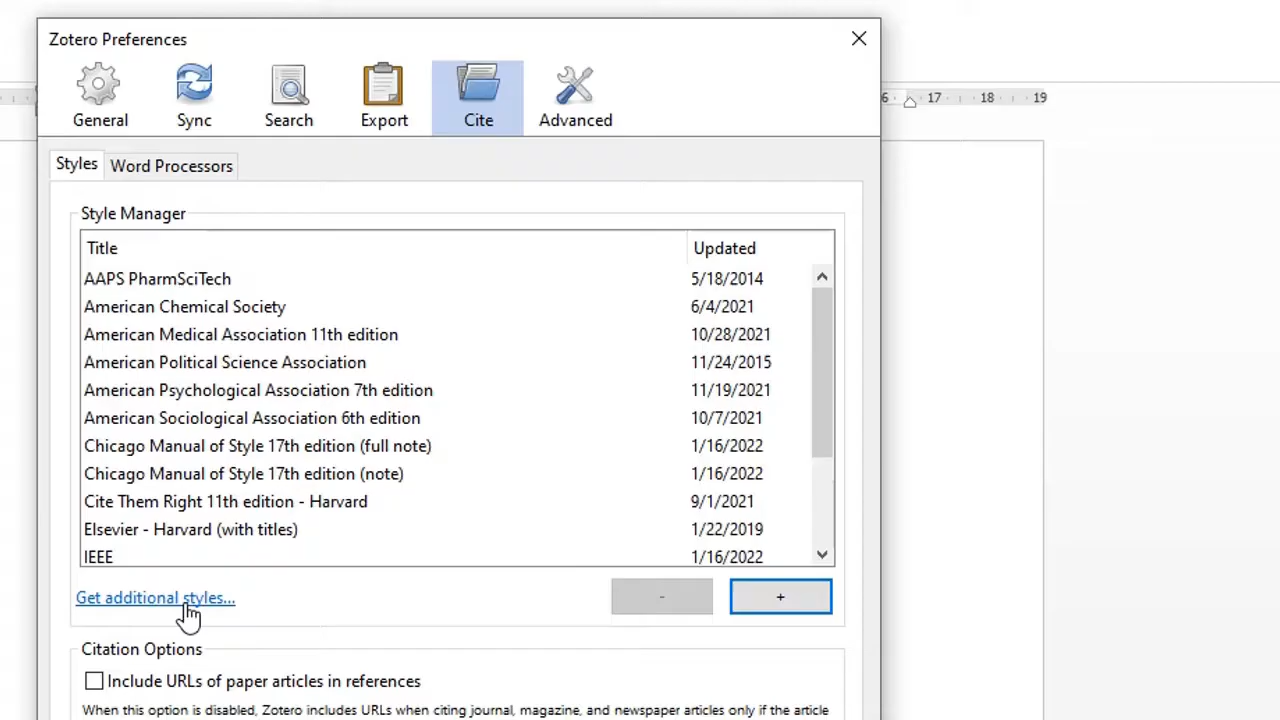 Zotero Preferences
General Sync Search Export Cite Advanced
6 17 18 19
Styles Word Processors
Style Manager
Title Updated
AAPS PharmSciTech 5/18/2014
American Chemical Society 6/4/2021
American Medical Association 11th edition 10/28/2021
American Political Science Association 11/24/2015
American Psychological Association 7th edition 11/19/2021
American Sociological Association 6th edition 10/7/2021
Chicago Manual of Style 17th edition (full note) 1/16/2022
Chicago Manual of Style 17th edition (note) 1/16/2022
Cite Them Right 11th edition - Harvard 9/1/2021
Elsevier - Harvard (with titles) 1/22/2019
IEEE 1/16/2022
Get additional styles... - +
Citation Options
Include URLs of paper articles in references
When this option is disabled, Zotero includes URLs when citing journal, magazine, and newspaper articles only if the article